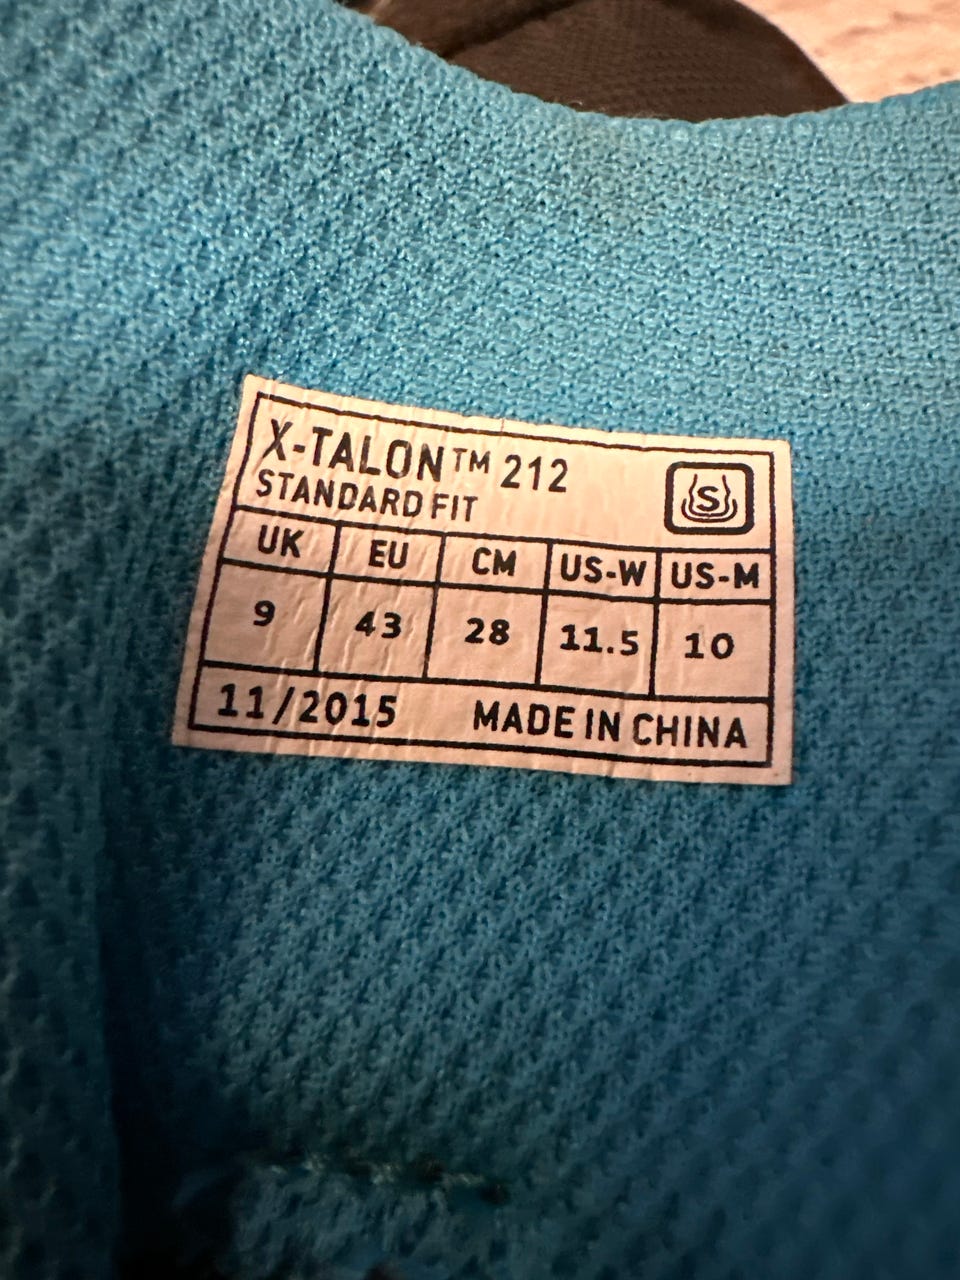 X-TALON™ 212
STANDARD FIT
S
UK EU CM US-W US-M
9 43 28 11.5 10
11/2015 MADE IN CHINA